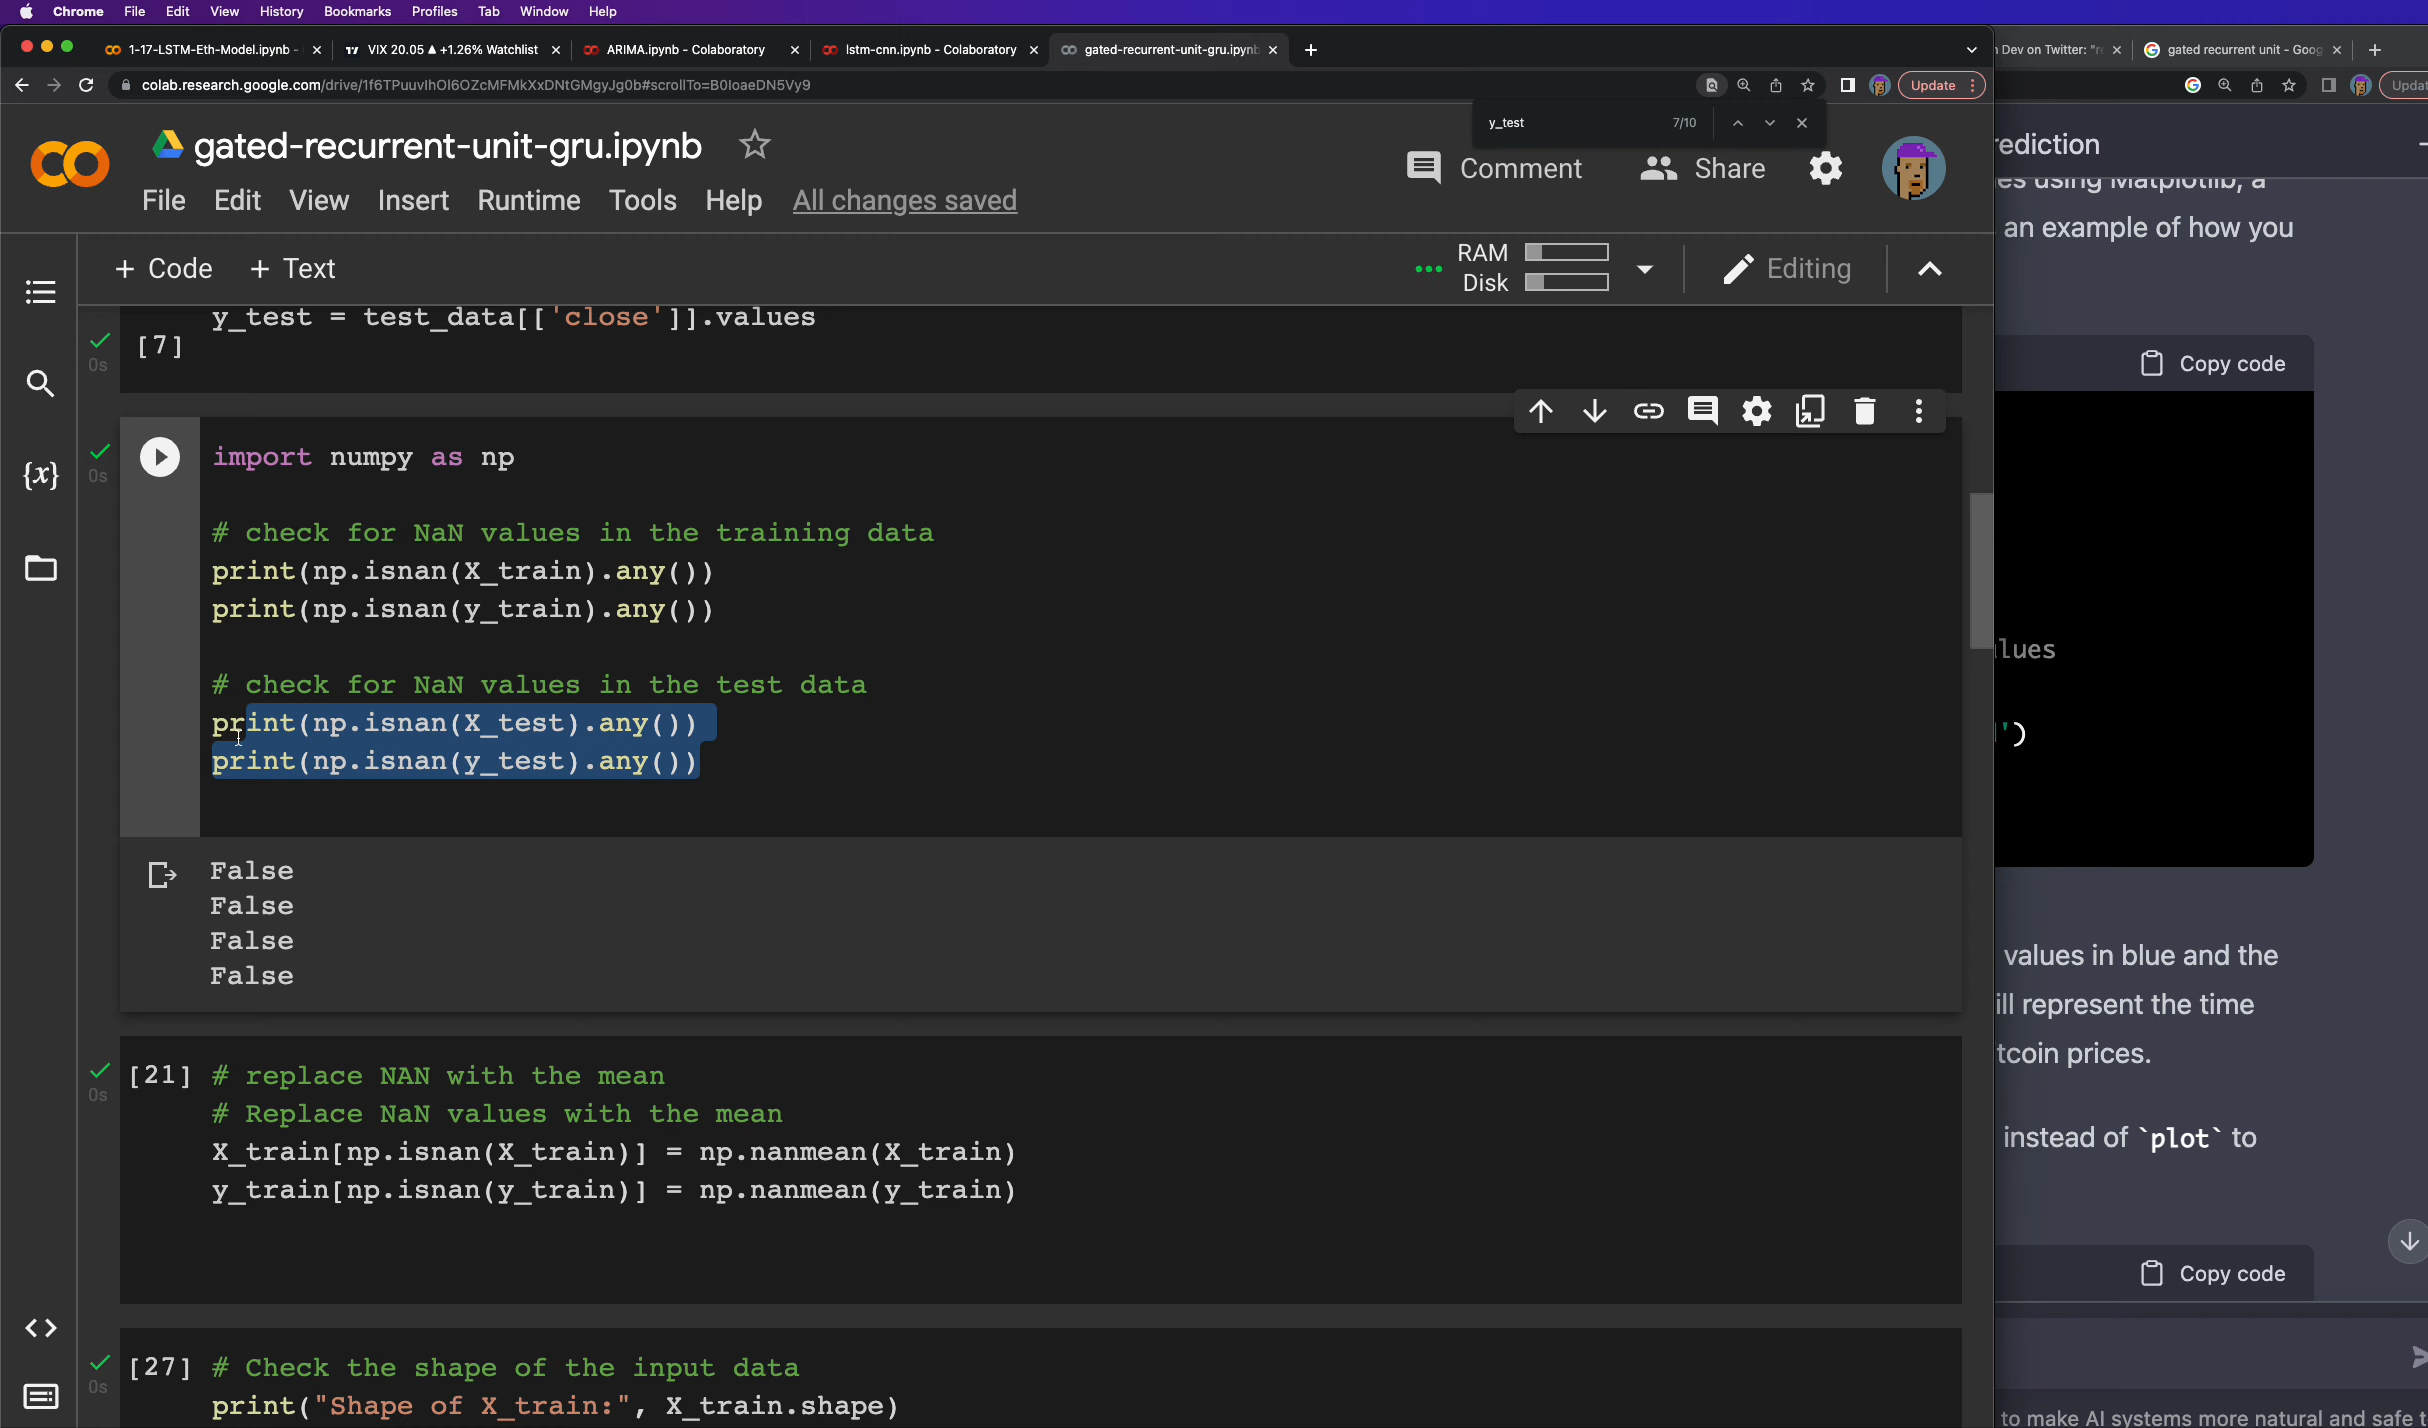 Chrome File Edit View History Bookmarks Profiles Tab Window Help
1-17-LSTM-Eth-Model.ipynb - VIX 20.05 ▲ +1.26% Watchlist ARIMA.ipynb - Colaboratory lstm-cnn.ipynb - Colaboratory gated-recurrent-unit-gru.ipynb
Dev on Twitter: gated recurrent unit - Goog
colab.research.google.com/drive/1f6TPuuvIhOI6OZcMFMkXxDNtGMgyJg0b#scrollTo=B0IoaeDN5Vy9
Update
y_test 7/10
gated-recurrent-unit-gru.ipynb
Comment Share
File Edit View Insert Runtime Tools Help All changes saved
+ Code + Text
RAM
Disk
Editing
y_test = test_data[['close']].values
[7]
0s
import numpy as np
0s
# check for NaN values in the training data
print(np.isnan(X_train).any())
print(np.isnan(y_train).any())
# check for NaN values in the test data
print(np.isnan(X_test).any())
print(np.isnan(y_test).any())
{x}
False
False
False
False
[21] # replace NAN with the mean
0s
# Replace NaN values with the mean
X_train[np.isnan(X_train)] = np.nanmean(X_train)
y_train[np.isnan(y_train)] = np.nanmean(y_train)
[27] # Check the shape of the input data
0s
print("Shape of X_train:", X_train.shape)
rediction
es using Matplotlib, a
an example of how you
Copy code
lues
')
values in blue and the
ill represent the time
tcoin prices.
instead of `plot` to
Copy code
to make AI systems more natural and safe t